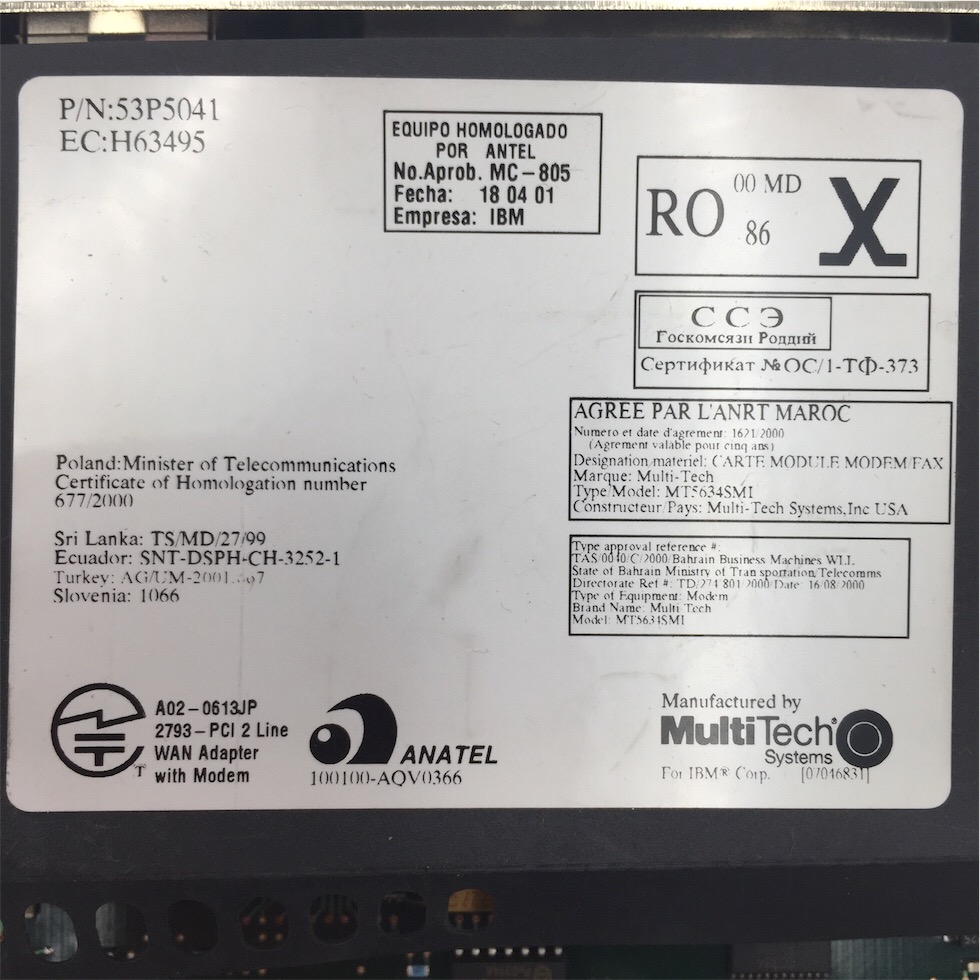 P/N:53P5041
EC:H63495
EQUIPO HOMOLOGADO
POR ANTEL
No.Aprob. MC-805
Fecha: 18 04 01
Empresa: IBM
RO 00 MD 86 X
ССЭ
Госкомсязи Роддий
Сертификат №ОС/1-ТФ-373
AGREE PAR L'ANRT MAROC
Numero et date d'agrement: 1621/2000
(Agrement valable pour cinq ans)
Designation materiel: CARTE MODULE MODEM/FAX
Marque: Multi-Tech
Type/Model: MT5634SMI
Constructeur/Pays: Multi-Tech Systems,Inc USA
Poland:Minister of Telecommunications
Certificate of Homologation number
677/2000
Sri Lanka: TS/MD/27/99
Ecuador: SNT-DSPH-CH-3252-1
Turkey:
Slovenia: 1066
Type approval reference #:
TAS/0040/C/2000/Bahrain Business Machines WLL
State of Bahrain Ministry of Transportation/Telecomms
Directorate Ref #: TD/274 801/2000/Date: 16/08/2000
Type of Equipment: Modem
Brand Name: Multi Tech
Model: MT5634SMI
A02-0613JP
2793-PCI 2 Line
WAN Adapter
with Modem
T
ANATEL
100100-AQV0366
Manufactured by
MultiTech®
Systems
For IBM® Corp. [07046831]